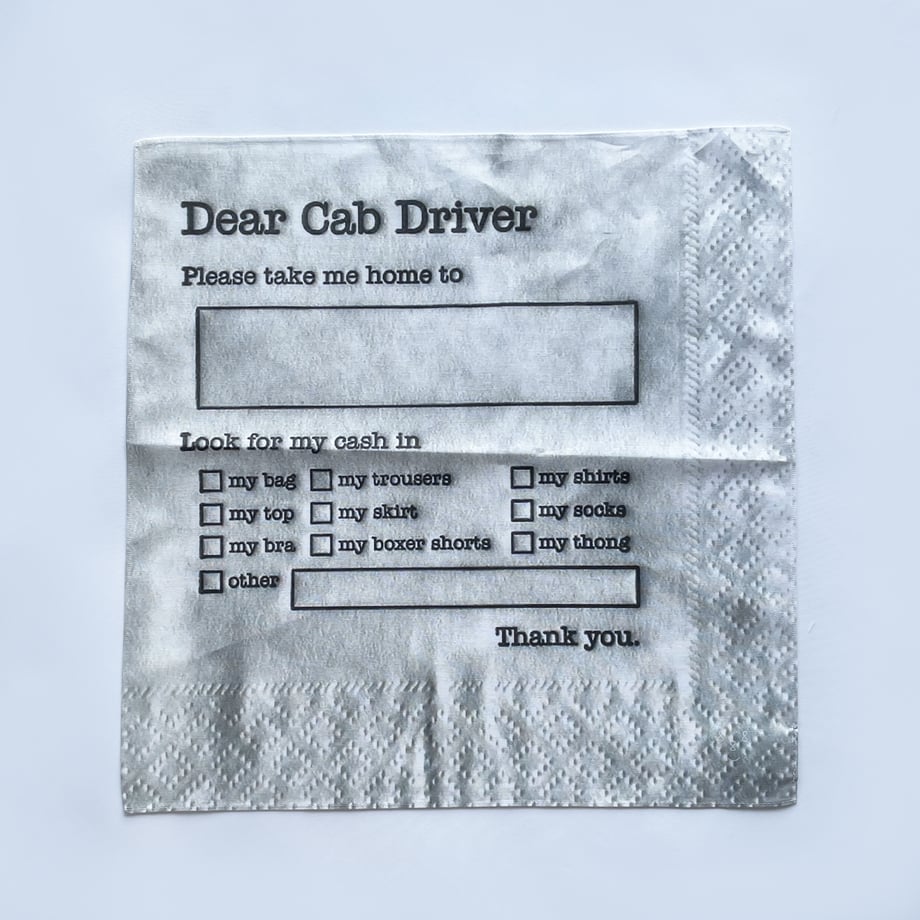 Dear Cab Driver
Please take me home to
Look for my cash in
my bag my trousers my shirts
my top my skirt my socks
my bra my boxer shorts my thong
other
Thank you.